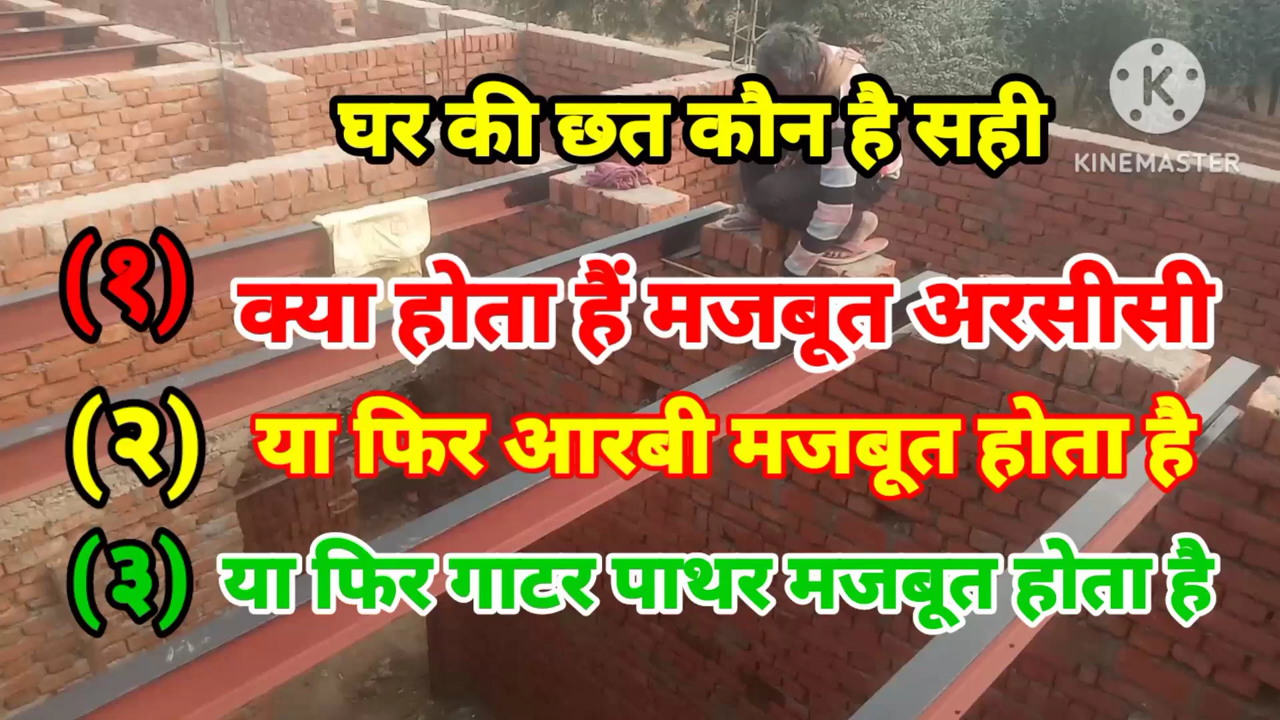 घर की छत कौन है सही
K
KINEMASTER
(१) क्या होता हैं मजबूत अरसीसी
(२) या फिर आरबी मजबूत होता है
(३) या फिर गाटर पाथर मजबूत होता है